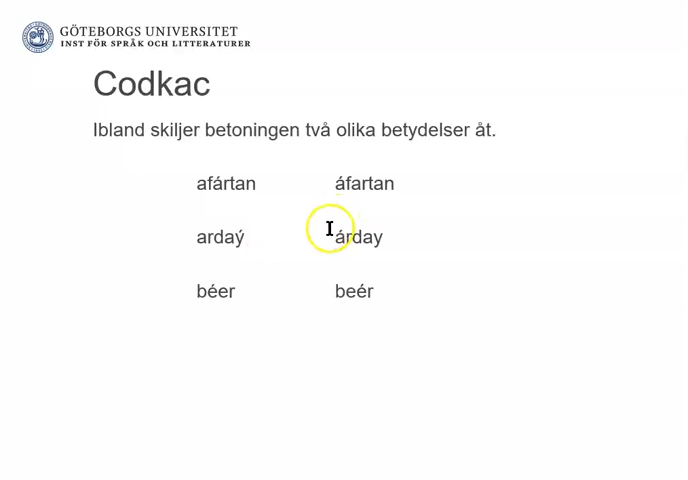 GÖTEBORGS UNIVERSITET
INST FÖR SPRÅK OCH LITTERATURER
Codkac
Ibland skiljer betoningen två olika betydelser åt.
afártan áfartan
ardaý árday
béer beér